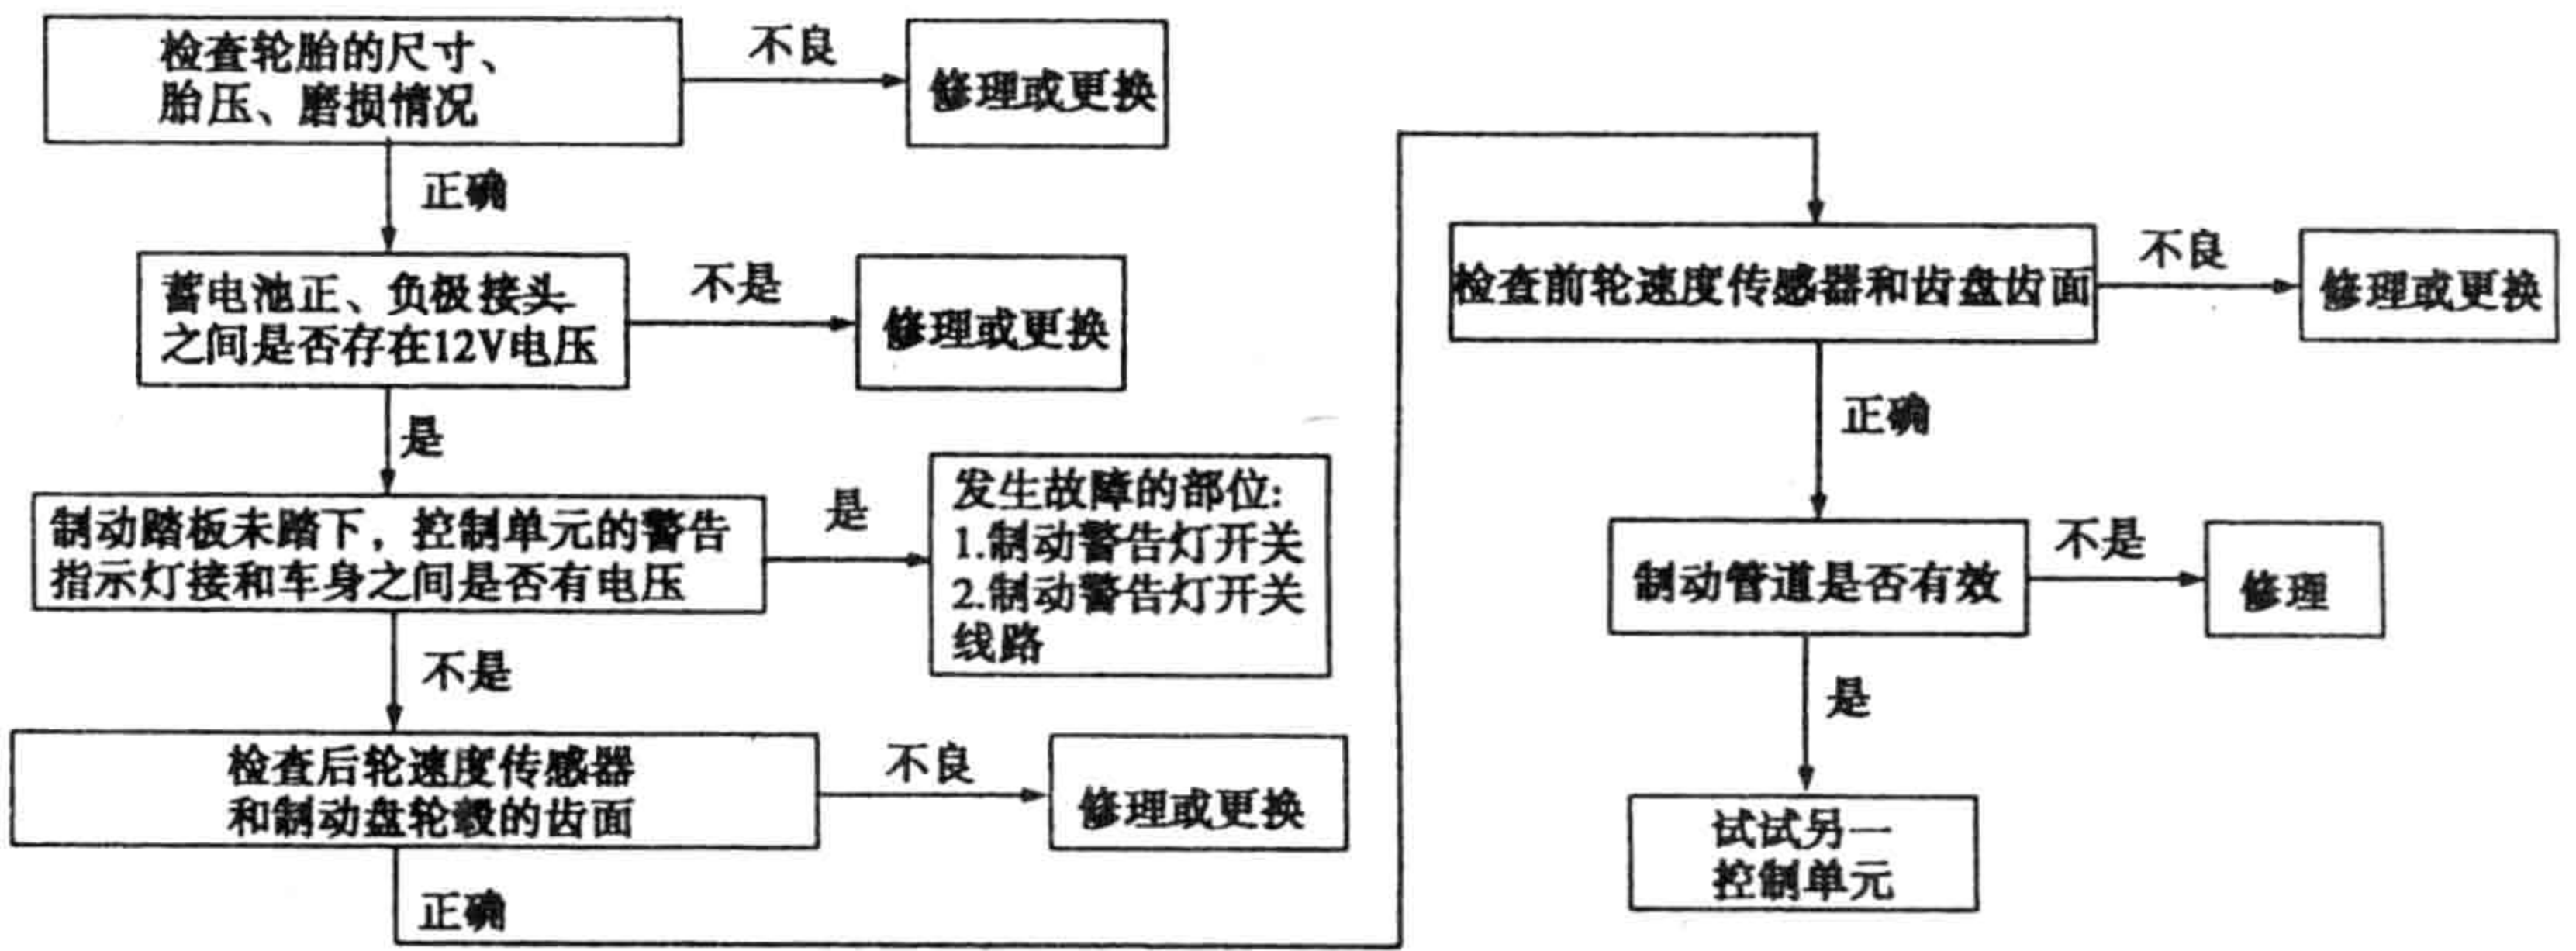 检查轮胎的尺寸、
胎压、磨损情况
不良
修理或更换
正确
蓄电池正、负极接头
之间是否存在12V电压
不是
修理或更换
是
制动踏板未踏下，控制单元的警告
指示灯接和车身之间是否有电压
是
发生故障的部位:
1.制动警告灯开关
2.制动警告灯开关
线路
不是
检查后轮速度传感器
和制动盘轮毂的齿面
不良
修理或更换
正确
检查前轮速度传感器和齿盘齿面
不良
修理或更换
正确
制动管道是否有效
不是
修理
是
试试另一
控制单元